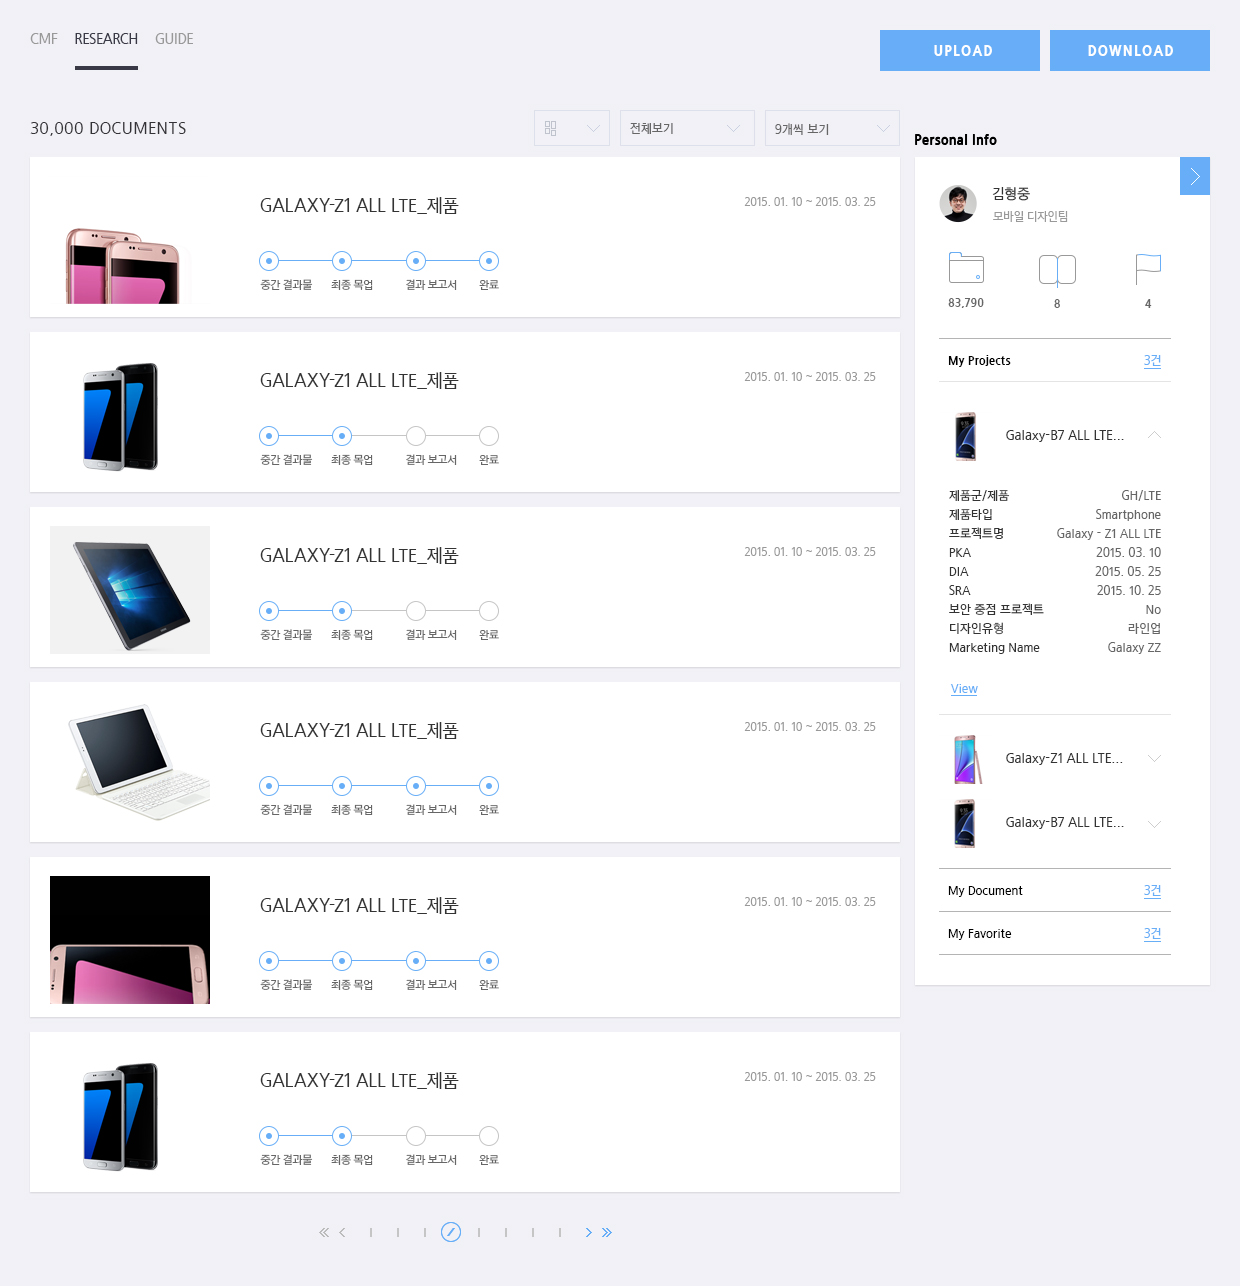 CMF RESEARCH GUIDE
UPLOAD DOWNLOAD
30,000 DOCUMENTS
전체보기
9개씩 보기
GALAXY-Z1 ALL LTE_제품
2015. 01. 10 ~ 2015. 03. 25
중간 결과물 최종 목업 결과 보고서 완료
GALAXY-Z1 ALL LTE_제품
2015. 01. 10 ~ 2015. 03. 25
중간 결과물 최종 목업 결과 보고서 완료
GALAXY-Z1 ALL LTE_제품
2015. 01. 10 ~ 2015. 03. 25
중간 결과물 최종 목업 결과 보고서 완료
GALAXY-Z1 ALL LTE_제품
2015. 01. 10 ~ 2015. 03. 25
중간 결과물 최종 목업 결과 보고서 완료
GALAXY-Z1 ALL LTE_제품
2015. 01. 10 ~ 2015. 03. 25
중간 결과물 최종 목업 결과 보고서 완료
GALAXY-Z1 ALL LTE_제품
2015. 01. 10 ~ 2015. 03. 25
중간 결과물 최종 목업 결과 보고서 완료
Personal Info
김형중
모바일 디자인팀
83,790 8 4
My Projects 3건
Galaxy-B7 ALL LTE...
제품군/제품 GH/LTE
제품타입 Smartphone
프로젝트명 Galaxy - Z1 ALL LTE
PKA 2015. 03. 10
DIA 2015. 05. 25
SRA 2015. 10. 25
보안 중점 프로젝트 No
디자인유형 라인업
Marketing Name Galaxy ZZ
View
Galaxy-Z1 ALL LTE...
Galaxy-B7 ALL LTE...
My Document 3건
My Favorite 3건